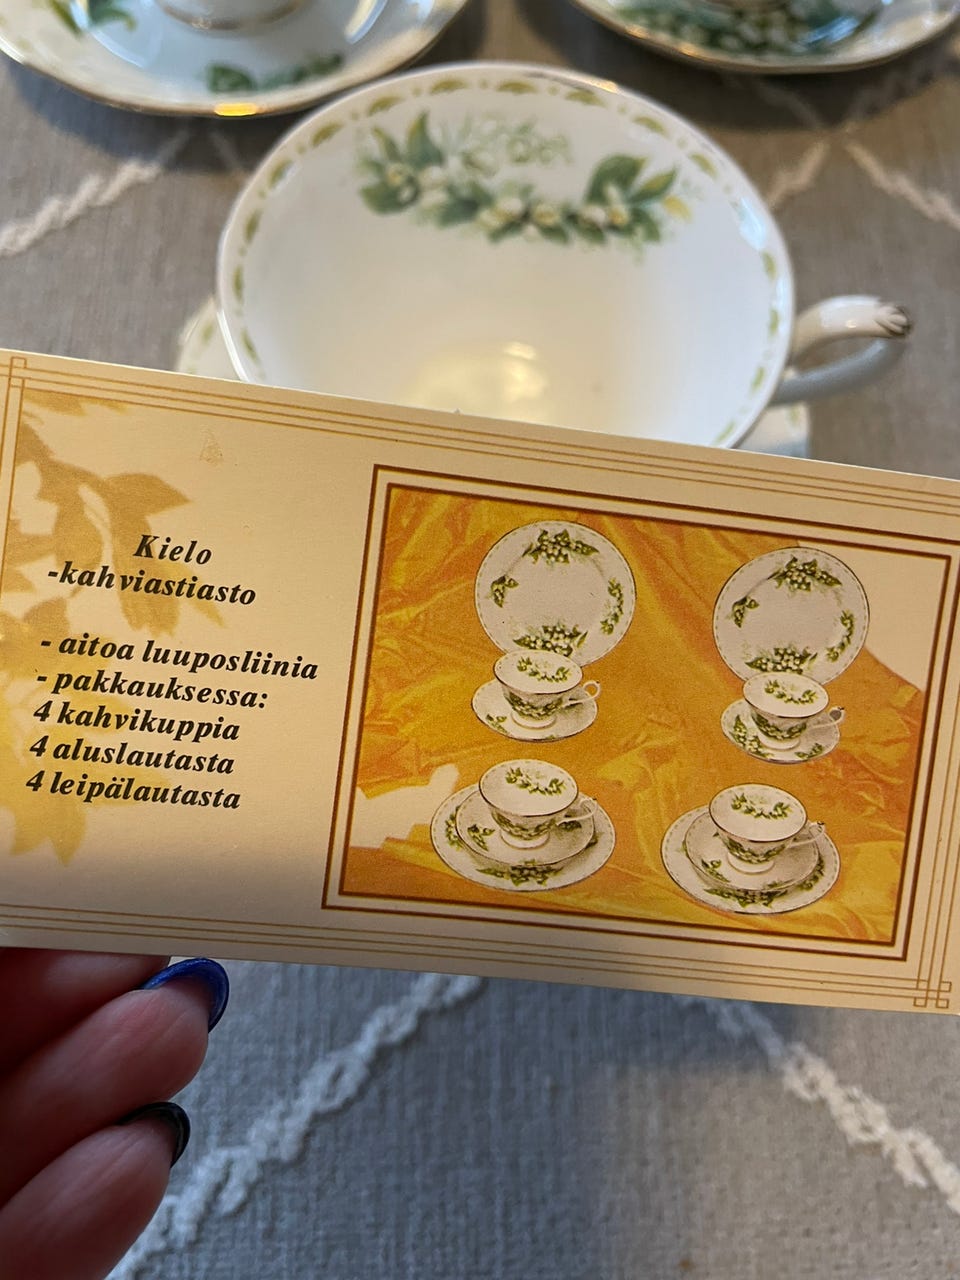 Kielo
-kahviastiasto
- aitoa luuposliinia
- pakkauksessa:
4 kahvikuppia
4 aluslautasta
4 leipälautasta